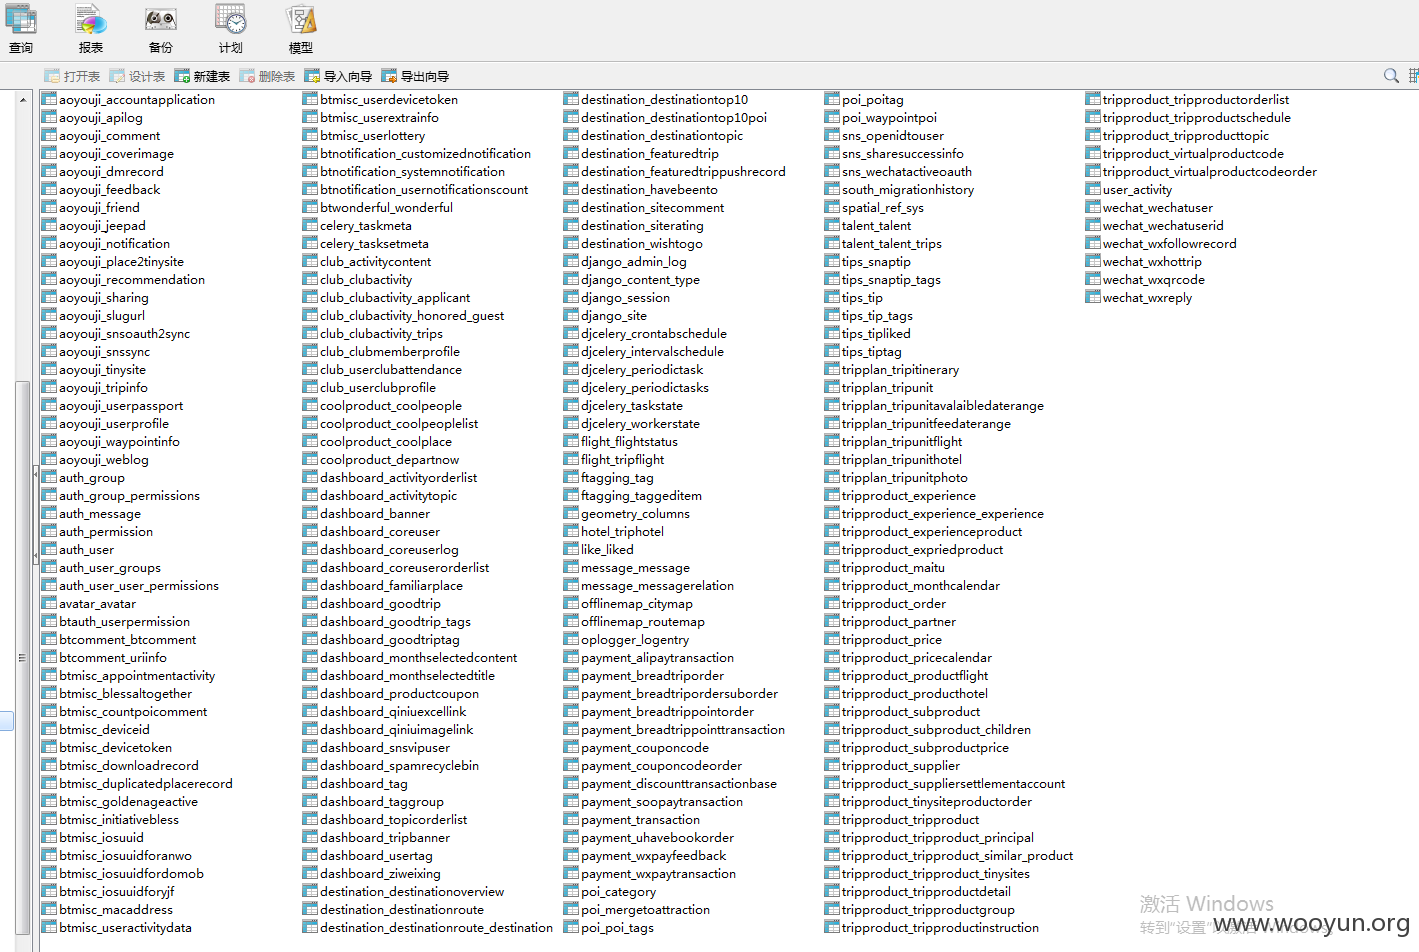 查询 报表 备份 计划 模型
打开表 设计表 新建表 删除表 导入向导 导出向导
aoyouji_accountapplication
aoyouji_apilog
aoyouji_comment
aoyouji_coverimage
aoyouji_dmrecord
aoyouji_feedback
aoyouji_friend
aoyouji_jeepad
aoyouji_notification
aoyouji_place2tinysite
aoyouji_recommendation
aoyouji_sharing
aoyouji_slugurl
aoyouji_snsoauth2sync
aoyouji_snssync
aoyouji_tinysite
aoyouji_tripinfo
aoyouji_userpassport
aoyouji_userprofile
aoyouji_waypointinfo
aoyouji_weblog
auth_group
auth_group_permissions
auth_message
auth_permission
auth_user
auth_user_groups
auth_user_user_permissions
avatar_avatar
btauth_userpermission
btcomment_btcomment
btcomment_uriinfo
btmisc_appointmentactivity
btmisc_blessaltogether
btmisc_countpoicomment
btmisc_deviceid
btmisc_devicetoken
btmisc_downloadrecord
btmisc_duplicatedplacerecord
btmisc_goldenageactive
btmisc_initiativebless
btmisc_iosuuid
btmisc_iosuuidforanwo
btmisc_iosuuidfordomob
btmisc_iosuuidforyjf
btmisc_macaddress
btmisc_useractivitydata
btmisc_userdevicetoken
btmisc_userextrainfo
btmisc_userlottery
btnotification_customizednotification
btnotification_systemnotification
btnotification_usernotificationscount
btwonderful_wonderful
celery_taskmeta
celery_tasksetmeta
club_activitycontent
club_clubactivity
club_clubactivity_applicant
club_clubactivity_honored_guest
club_clubactivity_trips
club_clubmemberprofile
club_userclubattendance
club_userclubprofile
coolproduct_coolpeople
coolproduct_coolpeoplelist
coolproduct_coolplace
coolproduct_departnow
dashboard_activityorderlist
dashboard_activitytopic
dashboard_banner
dashboard_coreuser
dashboard_coreuserlog
dashboard_coreuserorderlist
dashboard_familiarplace
dashboard_goodtrip
dashboard_goodtrip_tags
dashboard_goodtriptag
dashboard_monthselectedcontent
dashboard_monthselectedtitle
dashboard_productcoupon
dashboard_qiniuexcellink
dashboard_qiniuimagelink
dashboard_snsvipuser
dashboard_spamrecyclebin
dashboard_tag
dashboard_taggroup
dashboard_topicorderlist
dashboard_tripbanner
dashboard_usertag
dashboard_ziweixing
destination_destinationoverview
destination_destinationroute
destination_destinationroute_destination
destination_destinationtop10
destination_destinationtop10poi
destination_destinationtopic
destination_featuredtrip
destination_featuredtrippushrecord
destination_havebeento
destination_sitecomment
destination_siterating
destination_wishtogo
django_admin_log
django_content_type
django_session
django_site
djcelery_crontabschedule
djcelery_intervalschedule
djcelery_periodictask
djcelery_periodictasks
djcelery_taskstate
djcelery_workerstate
flight_flightstatus
flight_tripflight
ftagging_tag
ftagging_taggeditem
geometry_columns
hotel_triphotel
like_liked
message_message
message_messagerelation
offlinemap_citymap
offlinemap_routemap
oplogger_logentry
payment_alipaytransaction
payment_breadtriporder
payment_breadtripordersuborder
payment_breadtrippointorder
payment_breadtrippointtransaction
payment_couponcode
payment_couponcodeorder
payment_discounttransactionbase
payment_soopaytransaction
payment_transaction
payment_uhavebookorder
payment_wxpayfeedback
payment_wxpaytransaction
poi_category
poi_mergetoattraction
poi_poi_tags
poi_poitag
poi_waypointpoi
sns_openidtouser
sns_sharesuccessinfo
sns_wechatactiveoauth
south_migrationhistory
spatial_ref_sys
talent_talent
talent_talent_trips
tips_snaptip
tips_snaptip_tags
tips_tip
tips_tip_tags
tips_tipliked
tips_tiptag
tripplan_tripitinerary
tripplan_tripunit
tripplan_tripunitavalaibledaterange
tripplan_tripunitfeedaterange
tripplan_tripunitflight
tripplan_tripunithotel
tripplan_tripunitphoto
tripproduct_experience
tripproduct_experience_experience
tripproduct_experienceproduct
tripproduct_expriedproduct
tripproduct_maitu
tripproduct_monthcalendar
tripproduct_order
tripproduct_partner
tripproduct_price
tripproduct_pricecalendar
tripproduct_productflight
tripproduct_producthotel
tripproduct_subproduct
tripproduct_subproduct_children
tripproduct_subproductprice
tripproduct_supplier
tripproduct_suppliersettlementaccount
tripproduct_tinysiteproductorder
tripproduct_tripproduct
tripproduct_tripproduct_principal
tripproduct_tripproduct_similar_product
tripproduct_tripproduct_tinysites
tripproduct_tripproductdetail
tripproduct_tripproductgroup
tripproduct_tripproductinstruction
tripproduct_tripproductorderlist
tripproduct_tripproductschedule
tripproduct_tripproducttopic
tripproduct_virtualproductcode
tripproduct_virtualproductcodeorder
user_activity
wechat_wechatuser
wechat_wechatuserid
wechat_wxfollowrecord
wechat_wxhottrip
wechat_wxqrcode
wechat_wxreply
激活 Windows
转到"设置"
www.wooyun.org